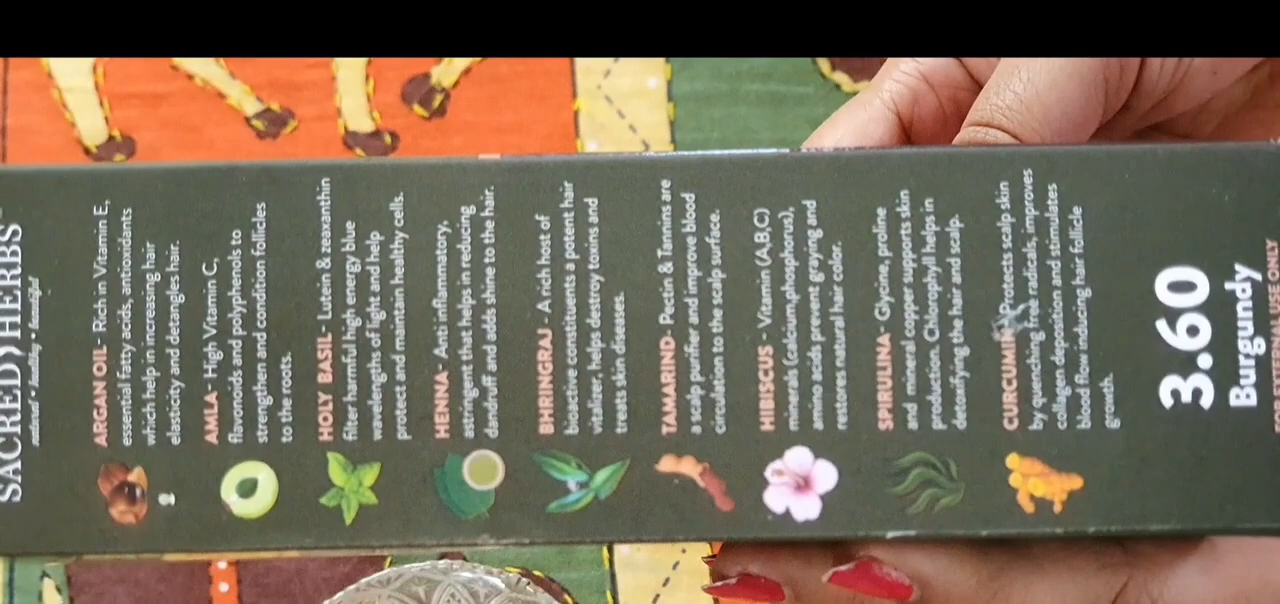 SACRED HERBS
natural • healthy • beautiful
ARGAN OIL- Rich in Vitamin E,
essential fatty acids, antioxidants
which help in increasing hair
elasticity and detangles hair.
AMLA - High Vitamin C,
flavonoids and polyphenols to
strengthen and condition follicles
to the roots.
HOLY BASIL- Lutein & zeaxanthin
filter harmful high energy blue
wavelengths of light and help
protect and maintain healthy cells.
HENNA- Anti inflammatory,
astringent that helps in reducing
dandruff and adds shine to the hair.
BHRINGRAJ - A rich host of
bioactive constituents a potent hair
vitaliser, helps destroy toxins and
treats skin diseases.
TAMARIND- Pectin & Tannins are
a scalp purifier and improve blood
circulation to the scalp surface.
HIBISCUS - Vitamin (A,B,C)
minerals (calciumphosphorus),
amino acids prevent greying and
restores natural hair color.
SPIRULINA - Glycine, proline
and mineral copper supports skin
production. Chlorophyll helps in
detoxifying the hair and scalp.
CURCUMIN- Protects scalp skin
by quenching free radicals, improves
collagen deposition and stimulates
blood flow inducing hair follicle
growth.
3.60
Burgundy
FOR EXTERNAL USE ONLY